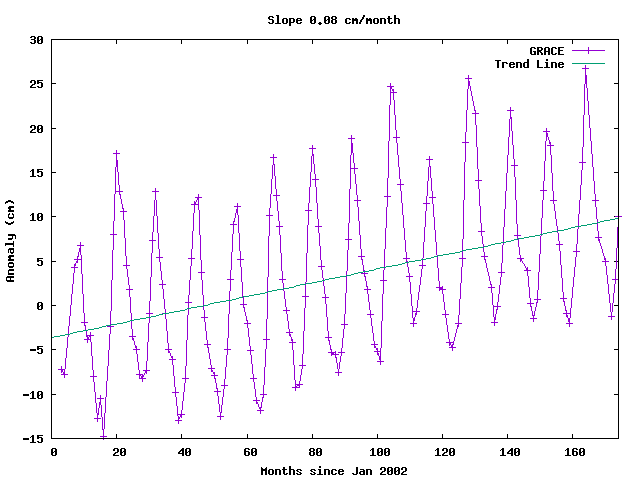 Slope 0.08 cm/month
GRACE
Trend Line
30
25
20
15
10
5
0
-5
-10
-15
Anomaly (cm)
0 20 40 60 80 100 120 140 160
Months since Jan 2002